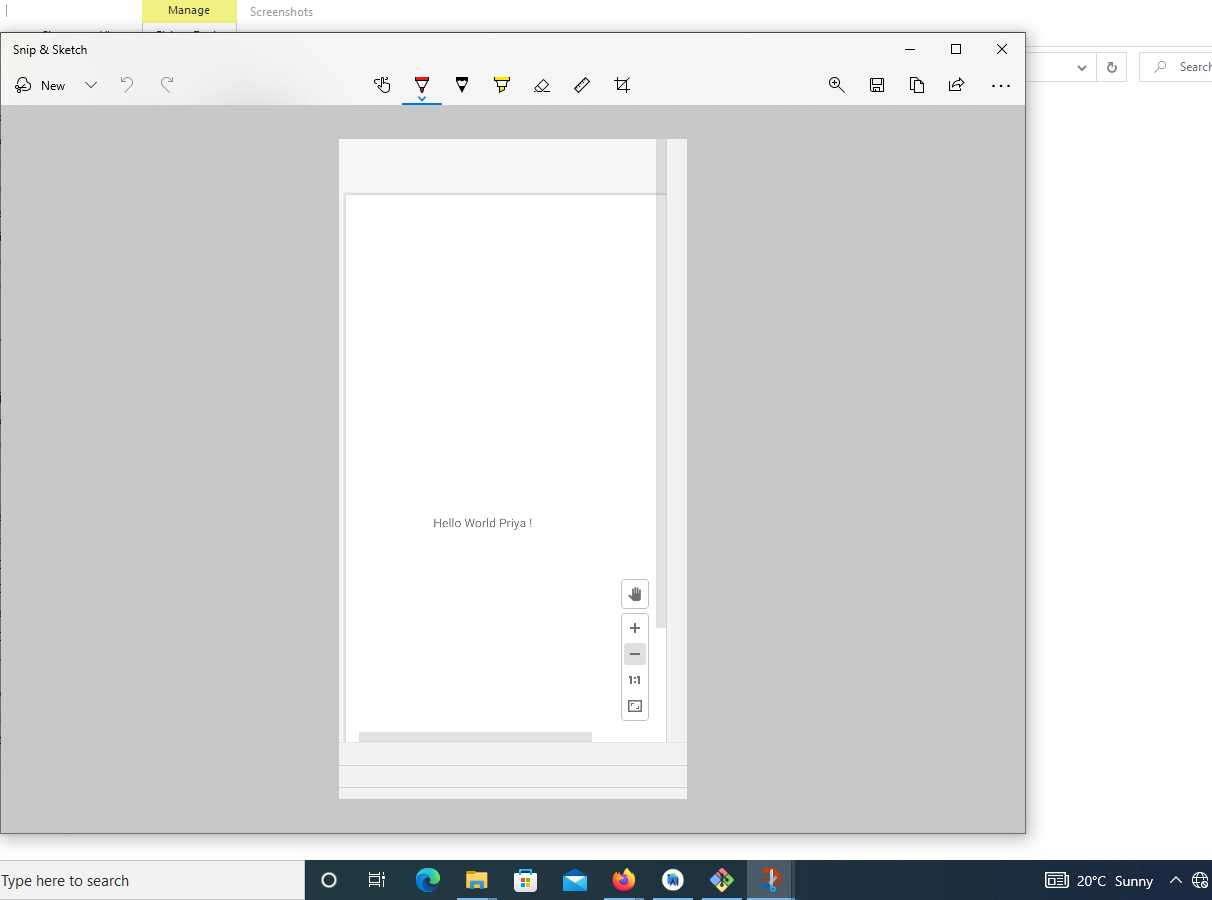 Manage
Screenshots
Snip & Sketch
Search
New
Hello World Priya !
1:1
Type here to search
20°C Sunny